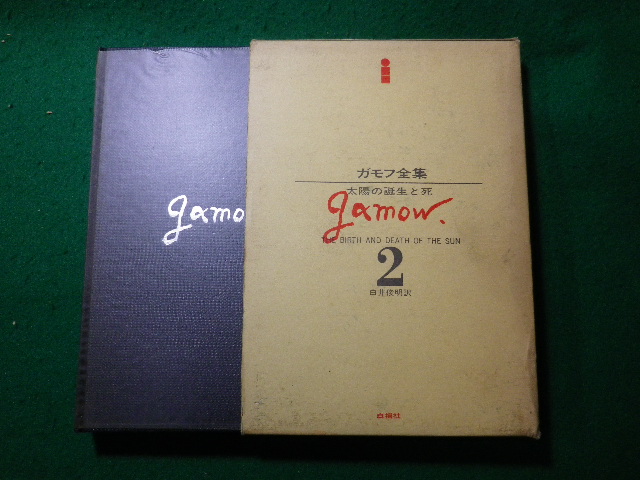 ガモフ全集
太陽の誕生と死
gamow.
THE BIRTH AND DEATH OF THE SUN
2
白井俊明訳
白揚社
gamo